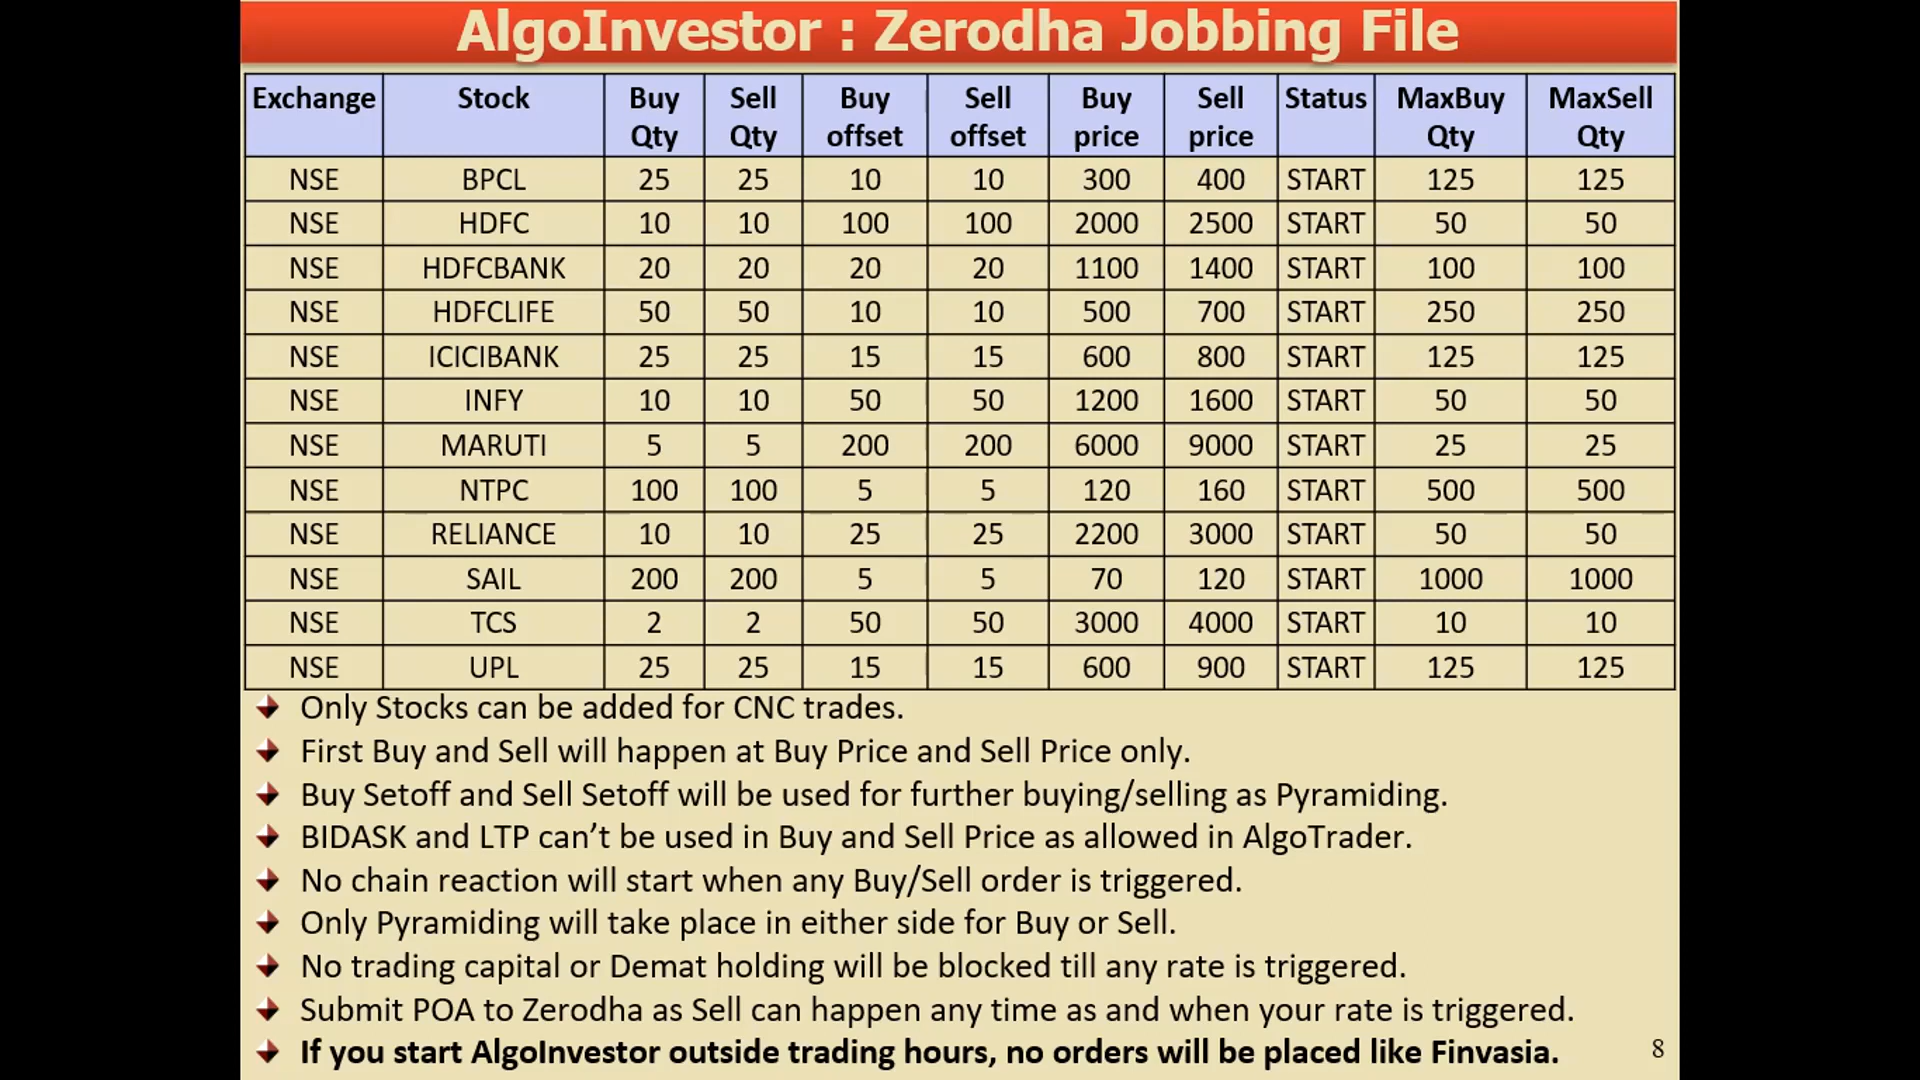 AlgoInvestor : Zerodha Jobbing File
Exchange Stock Buy Qty Sell Qty Buy offset Sell offset Buy price Sell price Status MaxBuy Qty MaxSell Qty
NSE BPCL 25 25 10 10 300 400 START 125 125
NSE HDFC 10 10 100 100 2000 2500 START 50 50
NSE HDFCBANK 20 20 20 20 1100 1400 START 100 100
NSE HDFCLIFE 50 50 10 10 500 700 START 250 250
NSE ICICIBANK 25 25 15 15 600 800 START 125 125
NSE INFY 10 10 50 50 1200 1600 START 50 50
NSE MARUTI 5 5 200 200 6000 9000 START 25 25
NSE NTPC 100 100 5 5 120 160 START 500 500
NSE RELIANCE 10 10 25 25 2200 3000 START 50 50
NSE SAIL 200 200 5 5 70 120 START 1000 1000
NSE TCS 2 2 50 50 3000 4000 START 10 10
NSE UPL 25 25 15 15 600 900 START 125 125
Only Stocks can be added for CNC trades.
First Buy and Sell will happen at Buy Price and Sell Price only.
Buy Setoff and Sell Setoff will be used for further buying/selling as Pyramiding.
BIDASK and LTP can’t be used in Buy and Sell Price as allowed in AlgoTrader.
No chain reaction will start when any Buy/Sell order is triggered.
Only Pyramiding will take place in either side for Buy or Sell.
No trading capital or Demat holding will be blocked till any rate is triggered.
Submit POA to Zerodha as Sell can happen any time as and when your rate is triggered.
If you start AlgoInvestor outside trading hours, no orders will be placed like Finvasia.
8